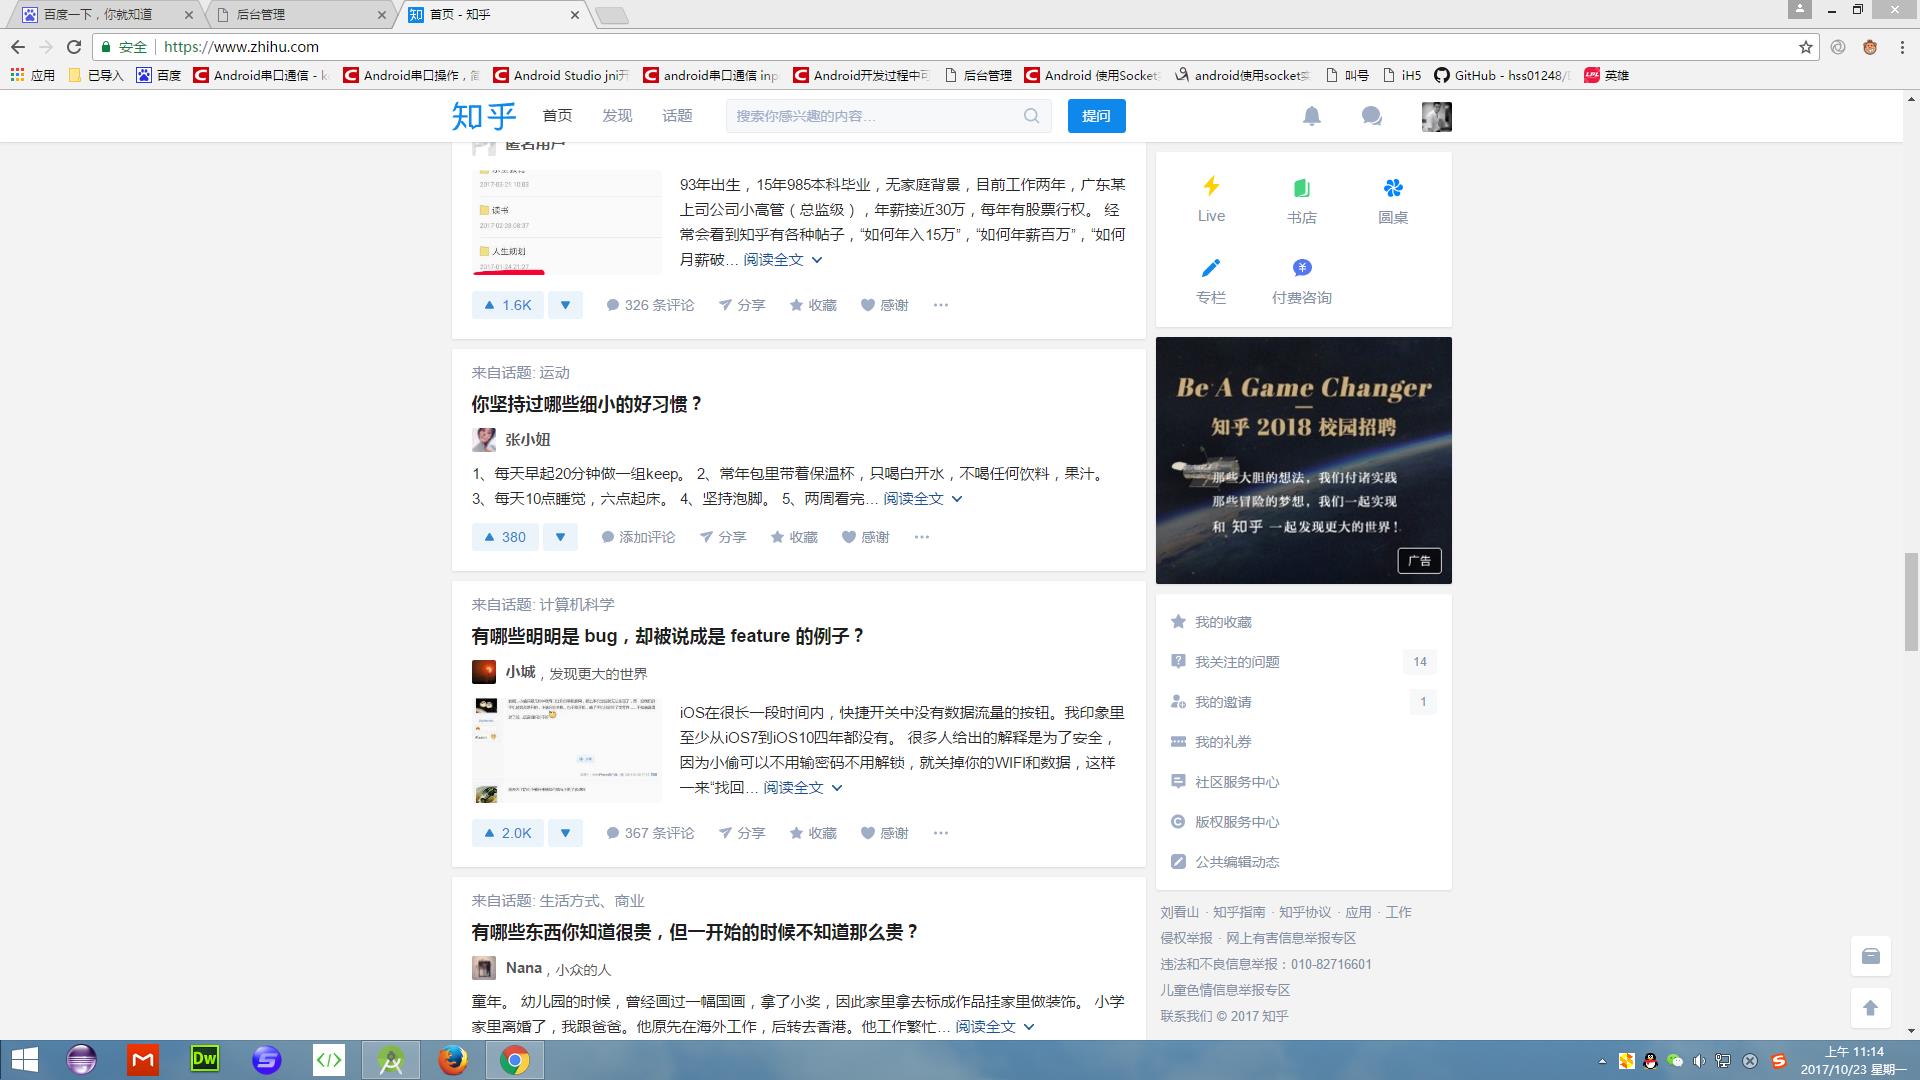 百度一下，你就知道
后台管理
首页 - 知乎
安全 https://www.zhihu.com
应用 已导入 百度 Android串口通信 - k Android串口操作，简 Android Studio jni开 android串口通信 inp Android开发过程中可 后台管理 Android 使用Socket android使用socket实 叫号 iH5 GitHub - hss01248/ 英雄
知乎 首页 发现 话题 搜索你感兴趣的内容… 提问
匿名用户
2017-03-21 10:03
读书
2017-02-28 08:37
人生规划
2017-01-24 21:27
93年出生，15年985本科毕业，无家庭背景，目前工作两年，广东某
上司公司小高管（总监级），年薪接近30万，每年有股票行权。 经
常会看到知乎有各种帖子，“如何年入15万”，“如何年薪百万”，“如何
月薪破… 阅读全文
1.6K 326 条评论 分享 收藏 感谢
来自话题: 运动
你坚持过哪些细小的好习惯？
张小妞
1、每天早起20分钟做一组keep。 2、常年包里带着保温杯，只喝白开水，不喝任何饮料，果汁。
3、每天10点睡觉，六点起床。 4、坚持泡脚。 5、两周看完… 阅读全文
380 添加评论 分享 收藏 感谢
来自话题: 计算机科学
有哪些明明是 bug，却被说成是 feature 的例子？
小城，发现更大的世界
iOS在很长一段时间内，快捷开关中没有数据流量的按钮。我印象里
至少从iOS7到iOS10四年都没有。 很多人给出的解释是为了安全，
因为小偷可以不用输密码不用解锁，就关掉你的WIFI和数据，这样
一来“找回… 阅读全文
2.0K 367 条评论 分享 收藏 感谢
来自话题: 生活方式、商业
有哪些东西你知道很贵，但一开始的时候不知道那么贵？
Nana，小众的人
童年。 幼儿园的时候，曾经画过一幅国画，拿了小奖，因此家里拿去标成作品挂家里做装饰。 小学
家里离婚了，我跟爸爸。他原先在海外工作，后转去香港。他工作繁忙… 阅读全文
Live 书店 圆桌
专栏 付费咨询
Be A Game Changer
知乎 2018 校园招聘
那些大胆的想法，我们付诸实践
那些冒险的梦想，我们一起实现
和 知乎 一起发现更大的世界！
广告
我的收藏
我关注的问题 14
我的邀请 1
我的礼券
社区服务中心
版权服务中心
公共编辑动态
刘看山 · 知乎指南 · 知乎协议 · 应用 · 工作
侵权举报 · 网上有害信息举报专区
违法和不良信息举报：010-82716601
儿童色情信息举报专区
联系我们 © 2017 知乎
Dw
上午 11:14
2017/10/23 星期一